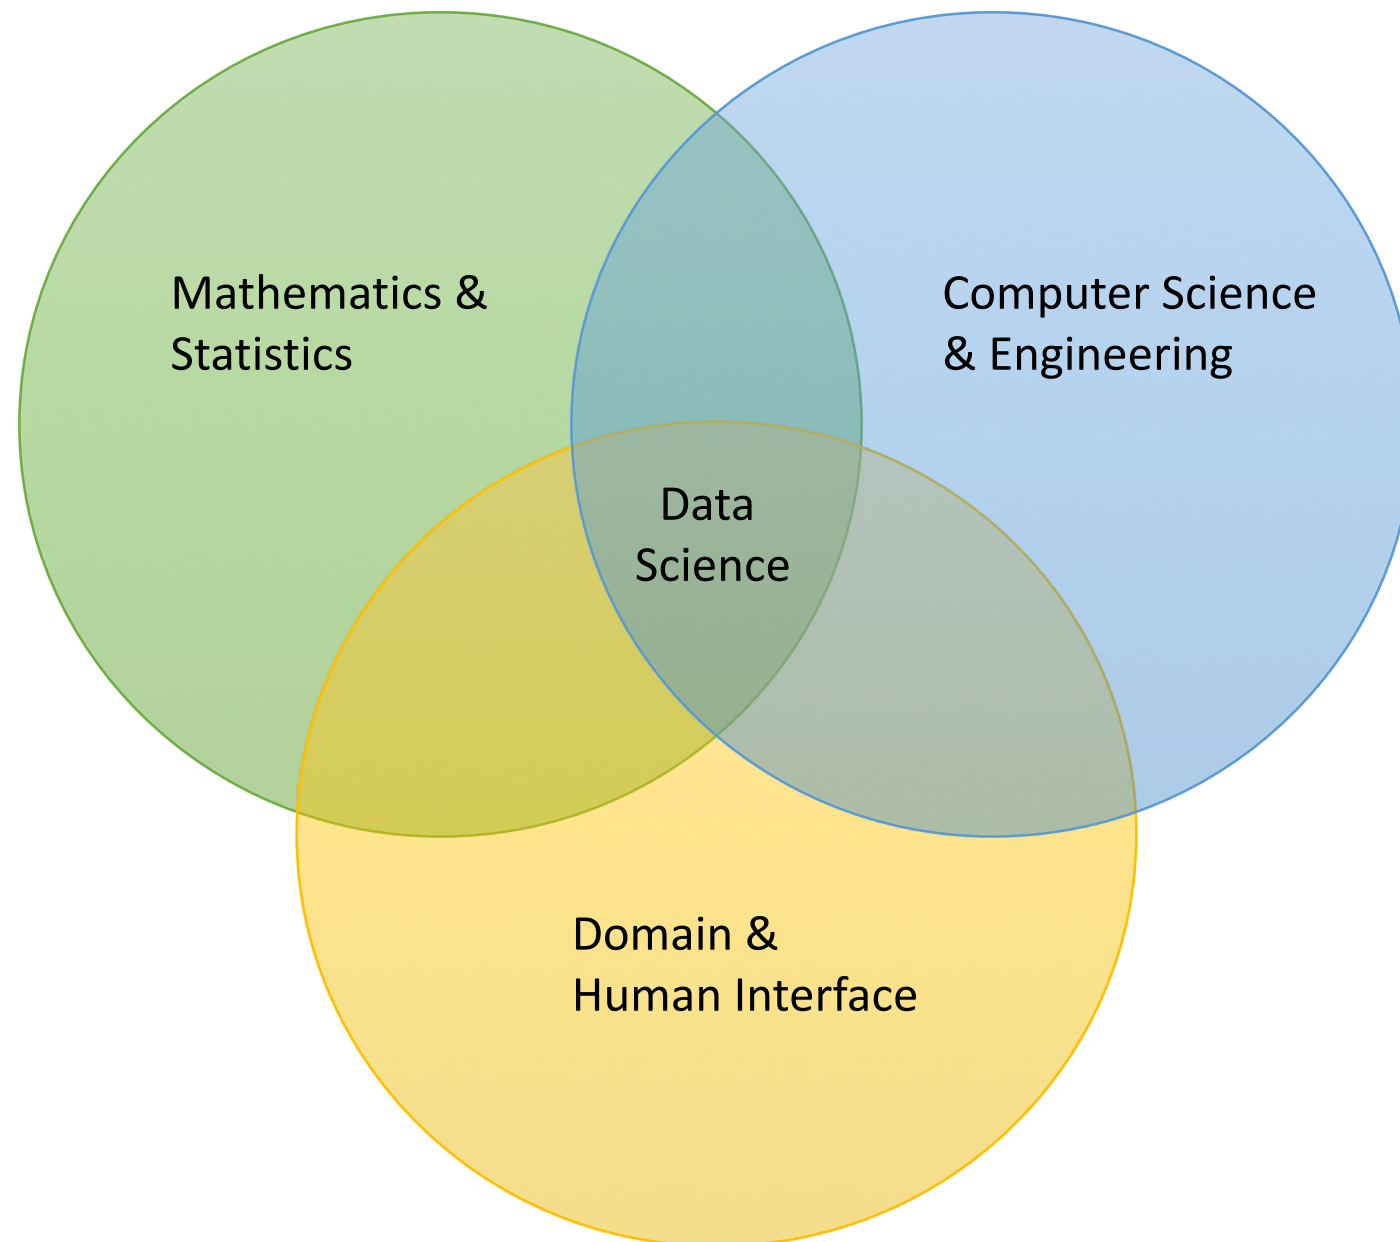 Mathematics &
Statistics
Computer Science
& Engineering
Data
Science
Domain &
Human Interface